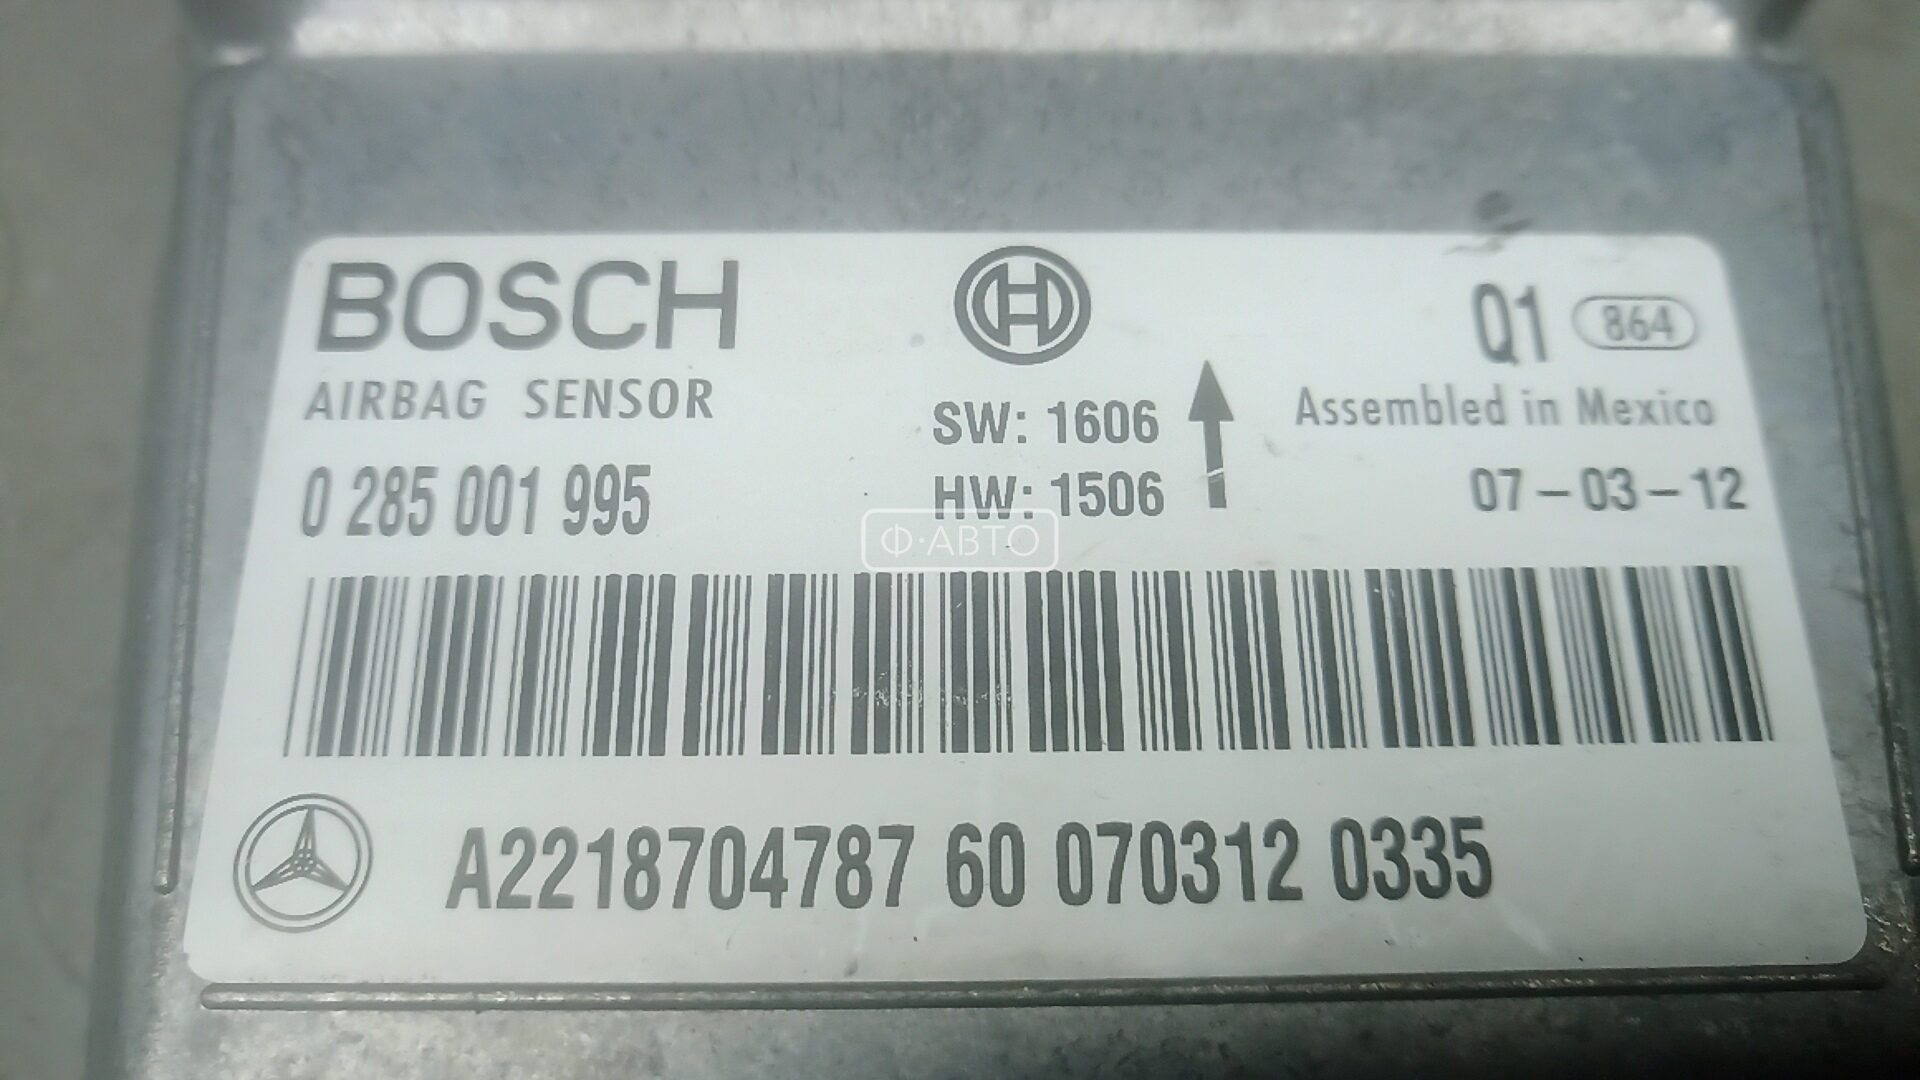 BOSCH
AIRBAG SENSOR
0 285 001 995
SW: 1606
HW: 1506
Q1 864
Assembled in Mexico
07-03-12
Ф·АВТО
A2218704787 60 070312 0335